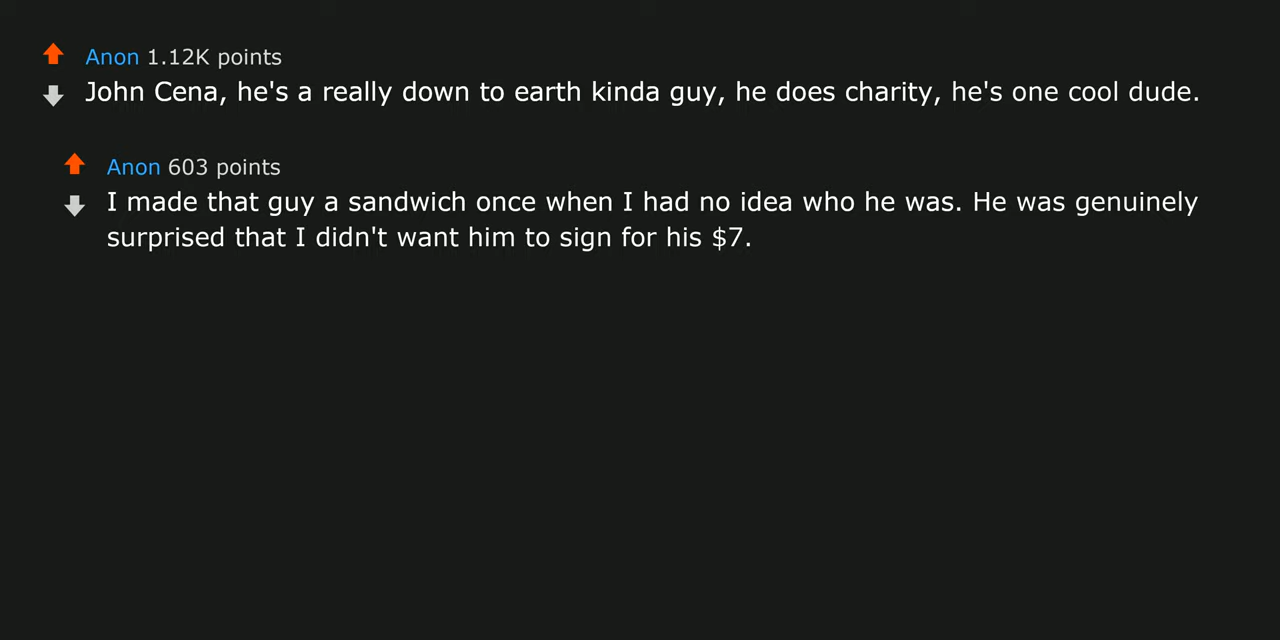 Anon 1.12K points
John Cena, he's a really down to earth kinda guy, he does charity, he's one cool dude.
Anon 603 points
I made that guy a sandwich once when I had no idea who he was. He was genuinely
surprised that I didn't want him to sign for his $7.